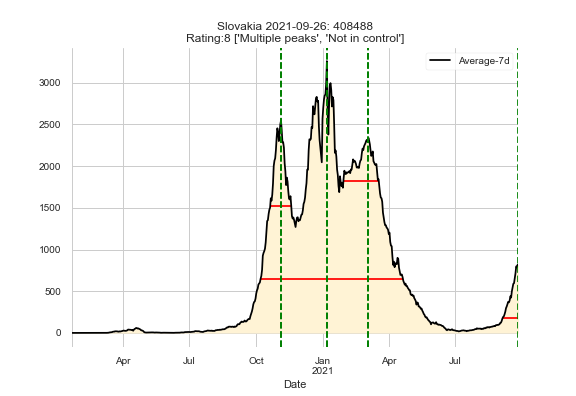 Slovakia 2021-09-26: 408488
Rating:8 ['Multiple peaks', 'Not in control']
Average-7d
3000
2500
2000
1500
1000
500
0
Apr Jul Oct Jan Apr Jul
2021
Date